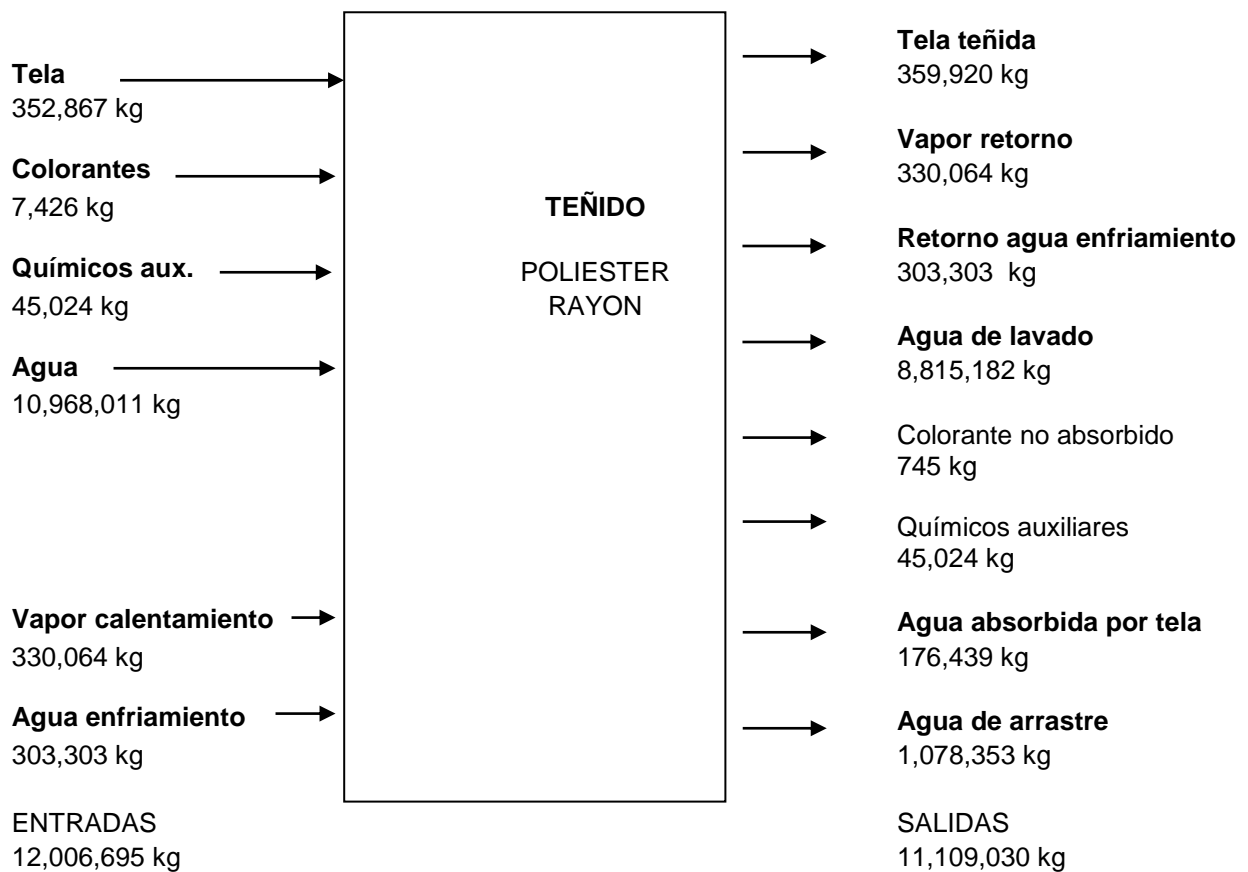 Tela
352,867 kg
Colorantes
7,426 kg
Químicos aux.
45,024 kg
Agua
10,968,011 kg
Vapor calentamiento
330,064 kg
Agua enfriamiento
303,303 kg
ENTRADAS
12,006,695 kg
TEÑIDO
POLIESTER
RAYON
Tela teñida
359,920 kg
Vapor retorno
330,064 kg
Retorno agua enfriamiento
303,303  kg
Agua de lavado
8,815,182 kg
Colorante no absorbido
745 kg
Químicos auxiliares
45,024 kg
Agua absorbida por tela
176,439 kg
Agua de arrastre
1,078,353 kg
SALIDAS
11,109,030 kg